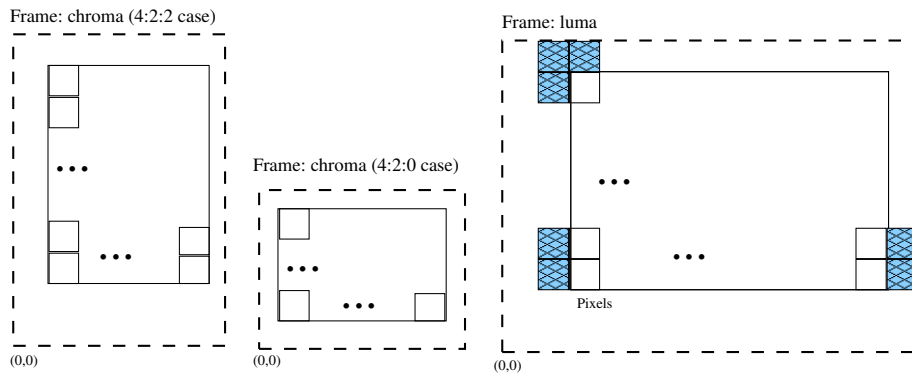 Frame: chroma (4:2:2 case)
Frame: luma
Frame: chroma (4:2:0 case)
Pixels
(0,0)
(0,0)
(0,0)